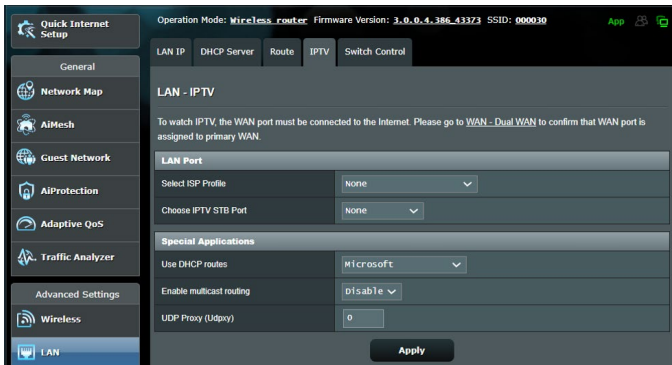 Quick Internet
Setup
Operation Mode: Wireless router Firmware Version: 3.0.0.4.386_43373 SSID: 000030
App
General
Network Map
AiMesh
Guest Network
AiProtection
Adaptive QoS
Traffic Analyzer
Advanced Settings
Wireless
LAN
LAN IP DHCP Server Route IPTV Switch Control
LAN - IPTV
To watch IPTV, the WAN port must be connected to the Internet. Please go to WAN - Dual WAN to confirm that WAN port is
assigned to primary WAN.
LAN Port
Select ISP Profile None
Choose IPTV STB Port None
Special Applications
Use DHCP routes Microsoft
Enable multicast routing Disable
UDP Proxy (Udpxy) 0
Apply